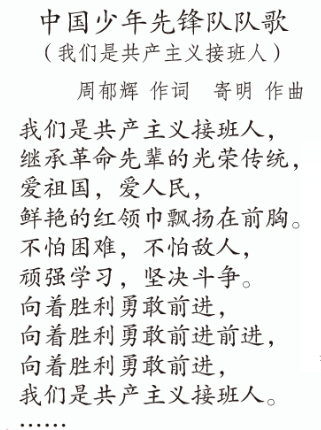 中国少年先锋队队歌
（我们是共产主义接班人）
周郁辉 作词 寄明 作曲
我们是共产主义接班人，
继承革命先辈的光荣传统，
爱祖国，爱人民，
鲜艳的红领巾飘扬在前胸。
不怕困难，不怕敌人，
顽强学习，坚决斗争。
向着胜利勇敢前进，
向着胜利勇敢前进前进，
向着胜利勇敢前进，
我们是共产主义接班人。
……